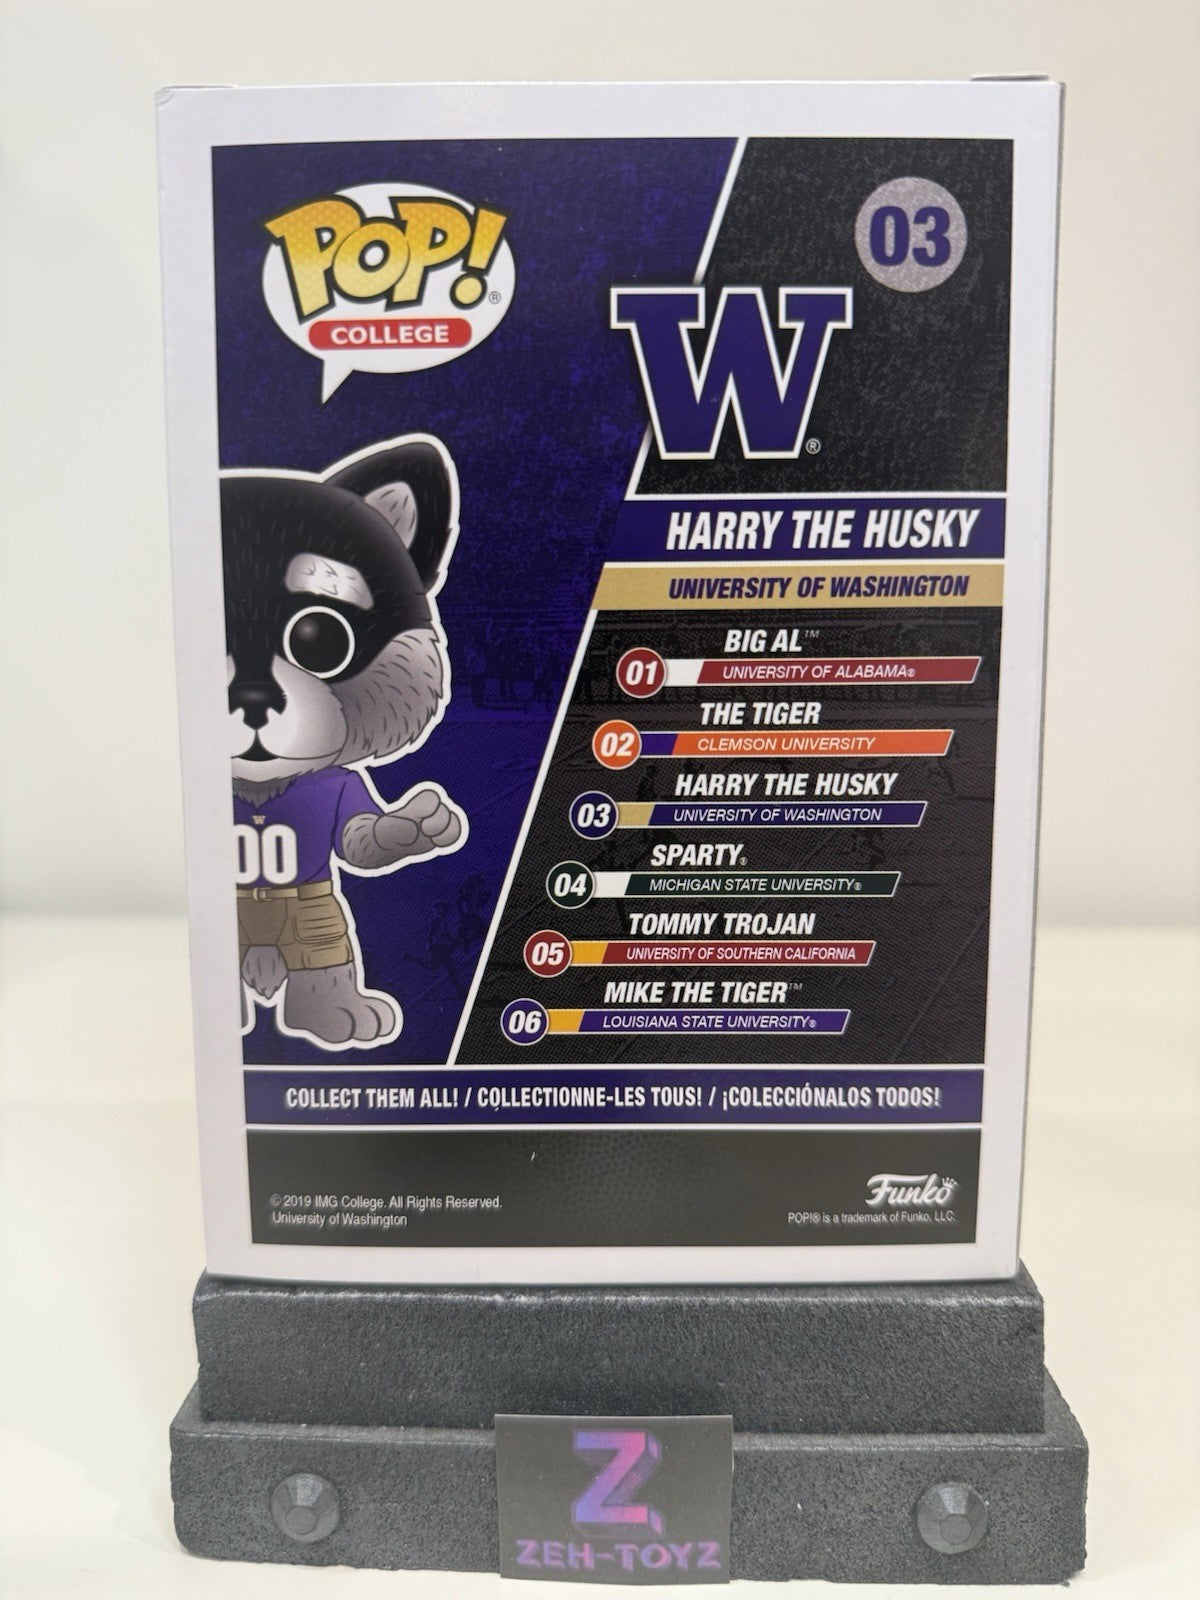 POP!®
COLLEGE
03
W®
HARRY THE HUSKY
UNIVERSITY OF WASHINGTON
BIG AL™
01 UNIVERSITY OF ALABAMA®
THE TIGER
02 CLEMSON UNIVERSITY
HARRY THE HUSKY
03 UNIVERSITY OF WASHINGTON
SPARTY®
04 MICHIGAN STATE UNIVERSITY®
TOMMY TROJAN
05 UNIVERSITY OF SOUTHERN CALIFORNIA
MIKE THE TIGER™
06 LOUISIANA STATE UNIVERSITY®
W
00
COLLECT THEM ALL! / COLLECTIONNE-LES TOUS! / ¡COLECCIÓNALOS TODOS!
© 2019 IMG College. All Rights Reserved.
University of Washington
Funko
POP!® is a trademark of Funko, LLC.
Z
ZEH-TOYZ